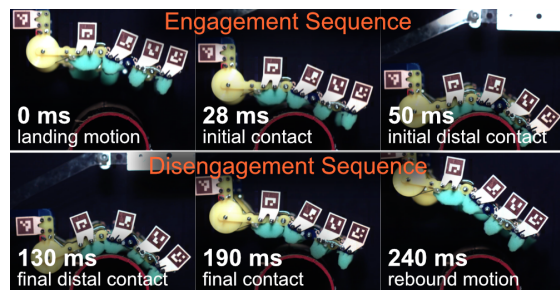 Engagement Sequence
0 ms
landing motion
28 ms
initial contact
50 ms
initial distal contact
Disengagement Sequence
130 ms
final distal contact
190 ms
final contact
240 ms
rebound motion